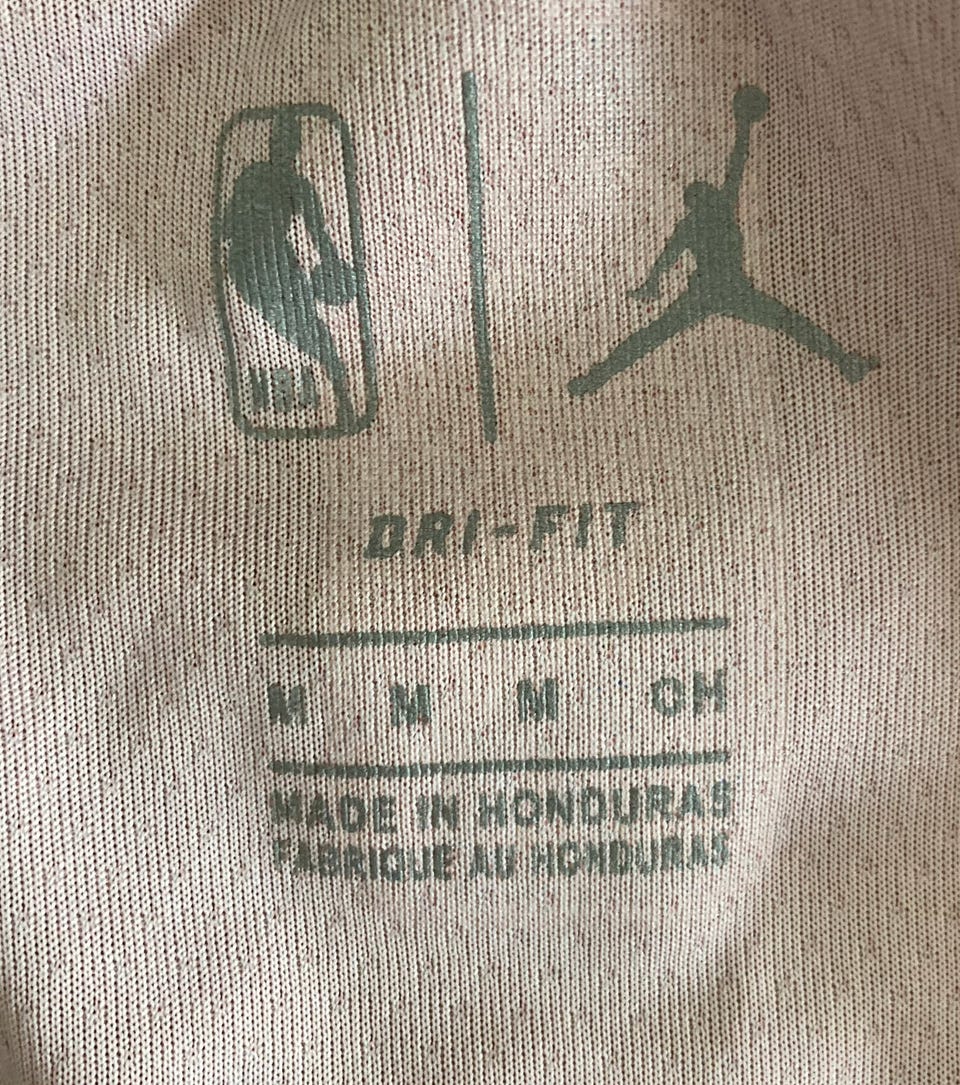 NBA
DRI-FIT
M M M CH
MADE IN HONDURAS
FABRIQUE AU HONDURAS